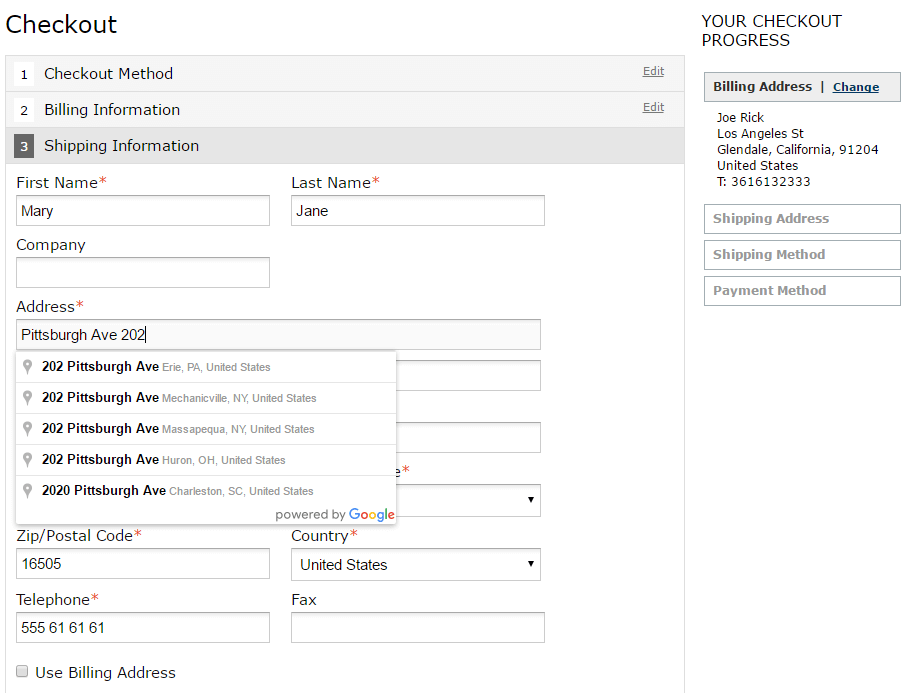 Checkout
1 Checkout Method Edit
2 Billing Information Edit
3 Shipping Information
First Name* Last Name*
Mary Jane
Company
Address*
Pittsburgh Ave 202
202 Pittsburgh Ave Erie, PA, United States
202 Pittsburgh Ave Mechanicville, NY, United States
202 Pittsburgh Ave Massapequa, NY, United States
202 Pittsburgh Ave Huron, OH, United States
e*
2020 Pittsburgh Ave Charleston, SC, United States
powered by Google
Zip/Postal Code* Country*
16505 United States
Telephone* Fax
555 61 61 61
Use Billing Address
YOUR CHECKOUT
PROGRESS
Billing Address | Change
Joe Rick
Los Angeles St
Glendale, California, 91204
United States
T: 3616132333
Shipping Address
Shipping Method
Payment Method